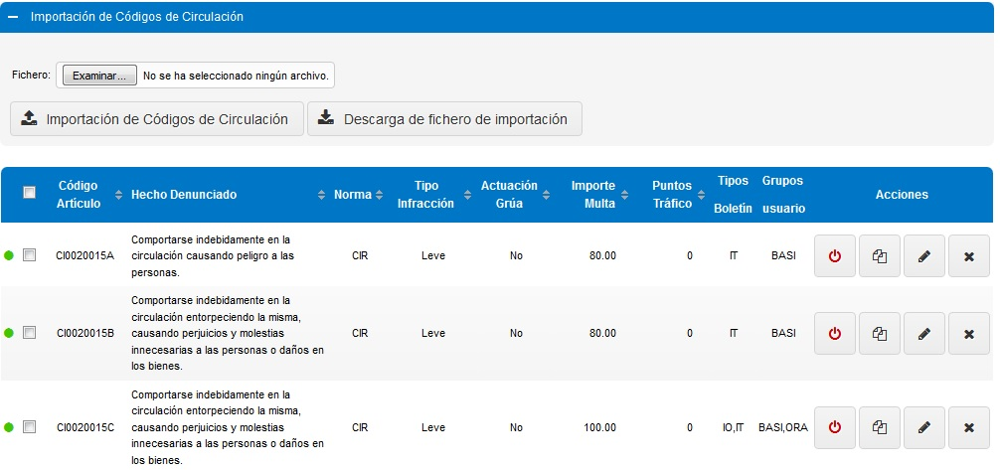 Importación de Códigos de Circulación
Fichero: Examinar... No se ha seleccionado ningún archivo.
Importación de Códigos de Circulación Descarga de fichero de importación
Código Artículo Hecho Denunciado Norma Tipo Infracción Actuación Grúa Importe Multa Puntos Tráfico Tipos Boletín Grupos usuario Acciones
CI0020015A Comportarse indebidamente en la CIR Leve No 80.00 0 IT BASI
circulación causando peligro a las
personas.
CI0020015B Comportarse indebidamente en la CIR Leve No 80.00 0 IT BASI
circulación entorpeciendo la misma,
causando perjuicios y molestias
innecesarias a las personas o daños en
los bienes.
CI0020015C Comportarse indebidamente en la CIR Leve No 100.00 0 IO,IT BASI,ORA
circulación entorpeciendo la misma,
causando perjuicios y molestias
innecesarias a las personas o daños en
los bienes.